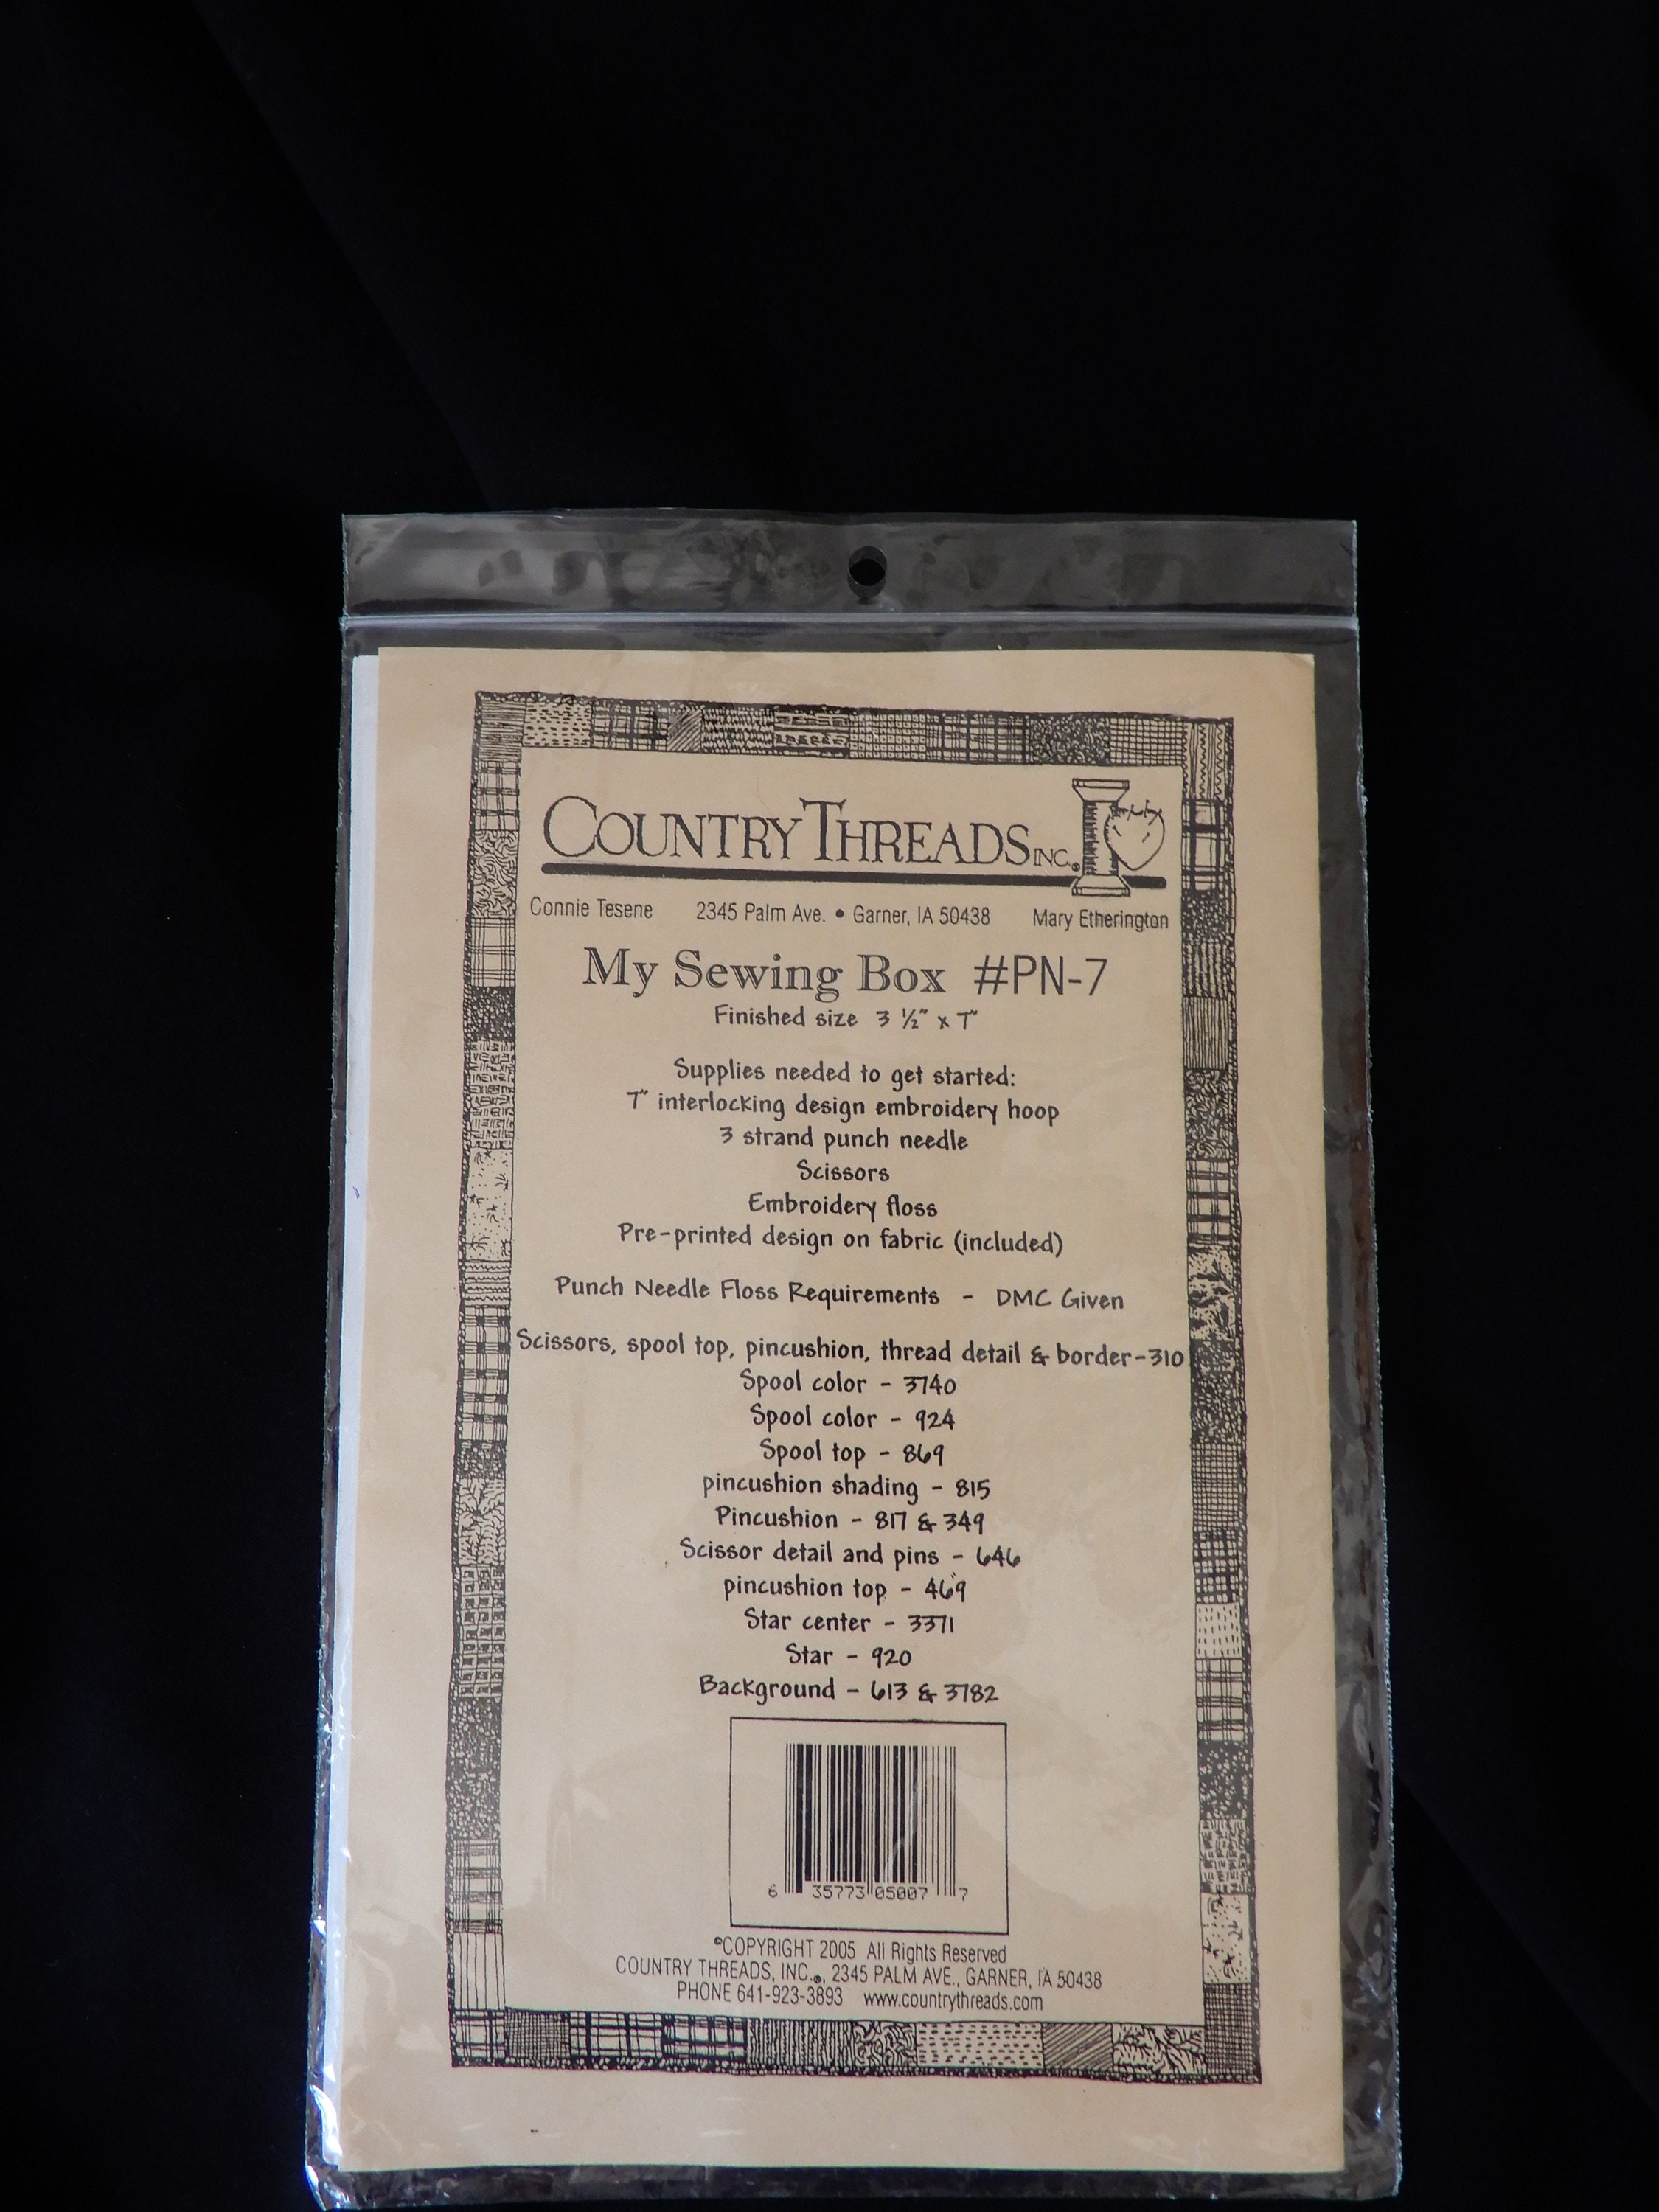 COUNTRY THREADS INC.®
Connie Tesene 2345 Palm Ave. • Garner, IA 50438 Mary Etherington
My Sewing Box #PN-7
Finished size 3 ½" x 7"
Supplies needed to get started:
7" interlocking design embroidery hoop
3 strand punch needle
Scissors
Embroidery floss
Pre-printed design on fabric (included)
Punch Needle Floss Requirements - DMC Given
Scissors, spool top, pincushion, thread detail & border-310
Spool color - 3740
Spool color - 924
Spool top - 869
pincushion shading - 815
Pincushion - 817 & 349
Scissor detail and pins - 646
pincushion top - 469
Star center - 3371
Star - 920
Background - 613 & 3782
6 35773 05007 7
©COPYRIGHT 2005 All Rights Reserved
COUNTRY THREADS, INC.®, 2345 PALM AVE., GARNER, IA 50438
PHONE 641-923-3893 www.countrythreads.com